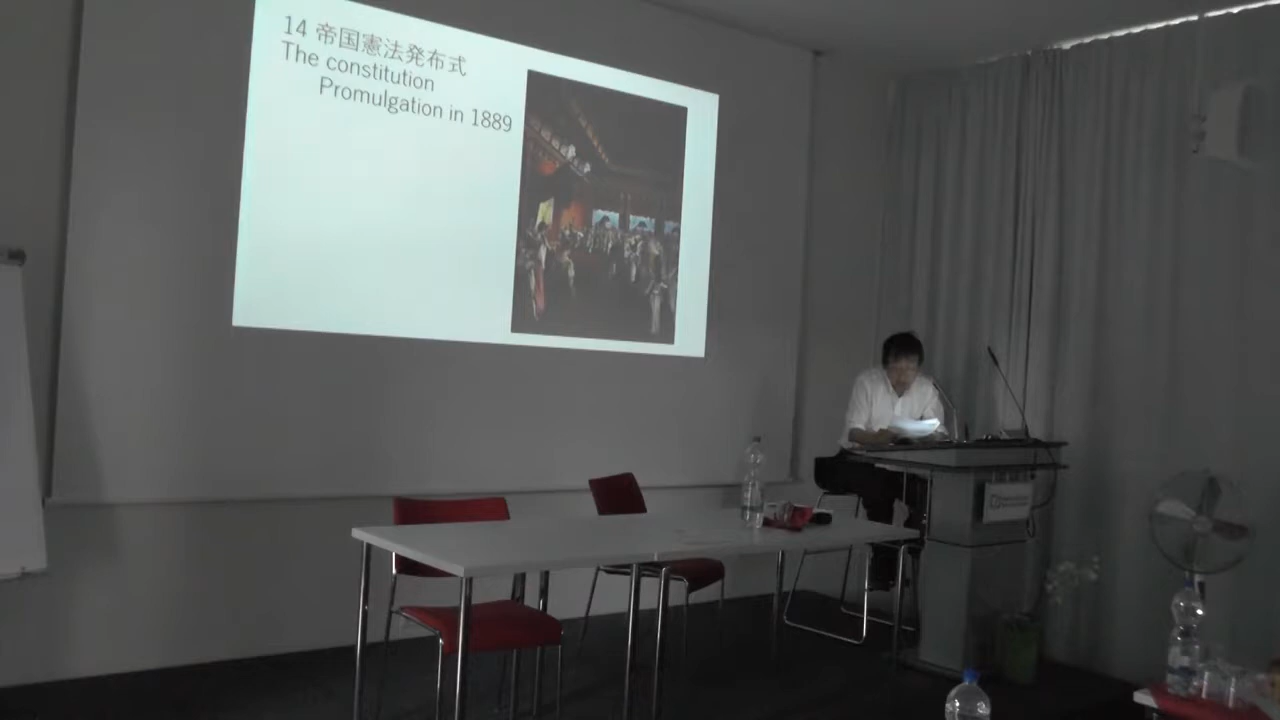 14 帝国憲法発布式
The constitution
Promulgation in 1889